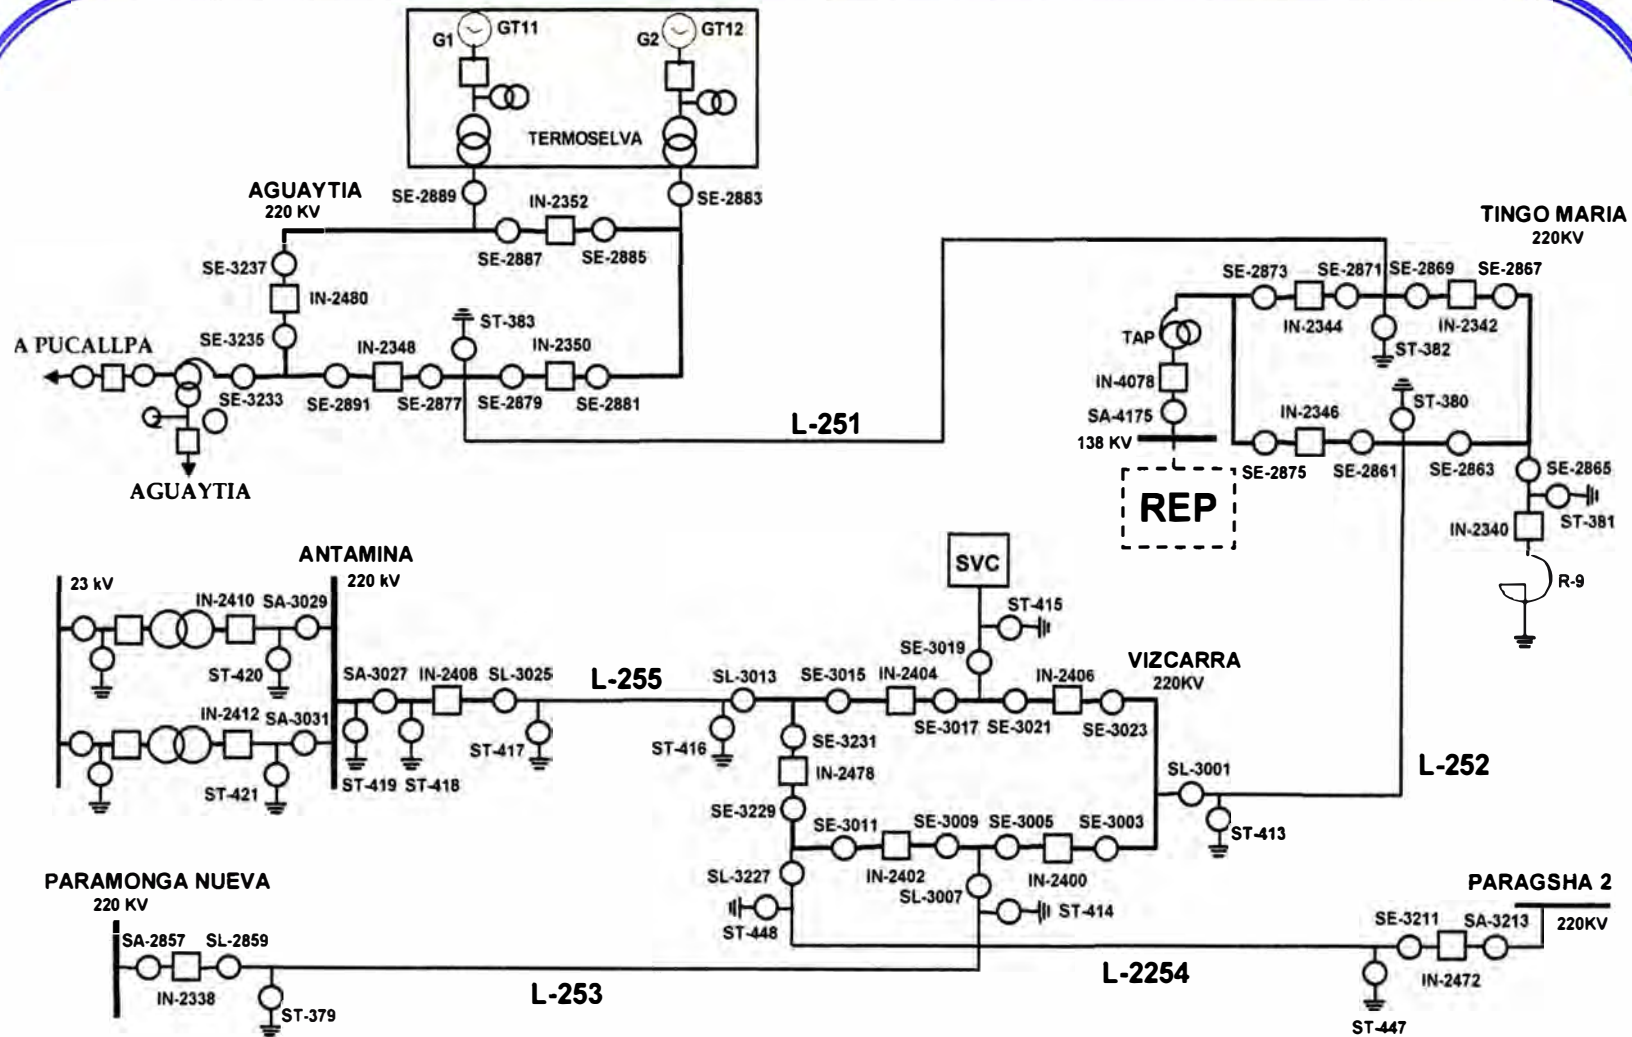 G1
GT11
G2
GT12
TERMOSELVA
AGUAYTIA
220 KV
SE-2889
IN-2352
SE-2883
SE-2887
SE-2885
SE-3237
IN-2480
ST-383
SE-3235
IN-2348
IN-2350
A PUCALLPA
SE-3233
SE-2891
SE-2877
SE-2879
SE-2881
AGUAYTIA
L-251
TINGO MARIA
220KV
SE-2873
SE-2871
SE-2869
SE-2867
IN-2344
IN-2342
TAP
ST-382
IN-4078
ST-380
SA-4175
IN-2346
138 KV
SE-2875
SE-2861
SE-2863
SE-2865
REP
ST-381
IN-2340
R-9
ANTAMINA
23 kV
220 kV
IN-2410
SA-3029
ST-420
IN-2412
SA-3031
ST-421
SA-3027
IN-2408
SL-3025
ST-419
ST-418
ST-417
L-255
SVC
ST-415
SE-3019
VIZCARRA
220KV
SL-3013
SE-3015
IN-2404
IN-2406
SE-3017
SE-3021
SE-3023
ST-416
SE-3231
IN-2478
SE-3229
SL-3001
L-252
ST-413
SE-3011
SE-3009
SE-3005
SE-3003
IN-2402
IN-2400
SL-3227
SL-3007
ST-448
ST-414
PARAMONGA NUEVA
220 KV
SA-2857
SL-2859
IN-2338
ST-379
L-253
L-2254
PARAGSHA 2
220KV
SE-3211
SA-3213
IN-2472
ST-447